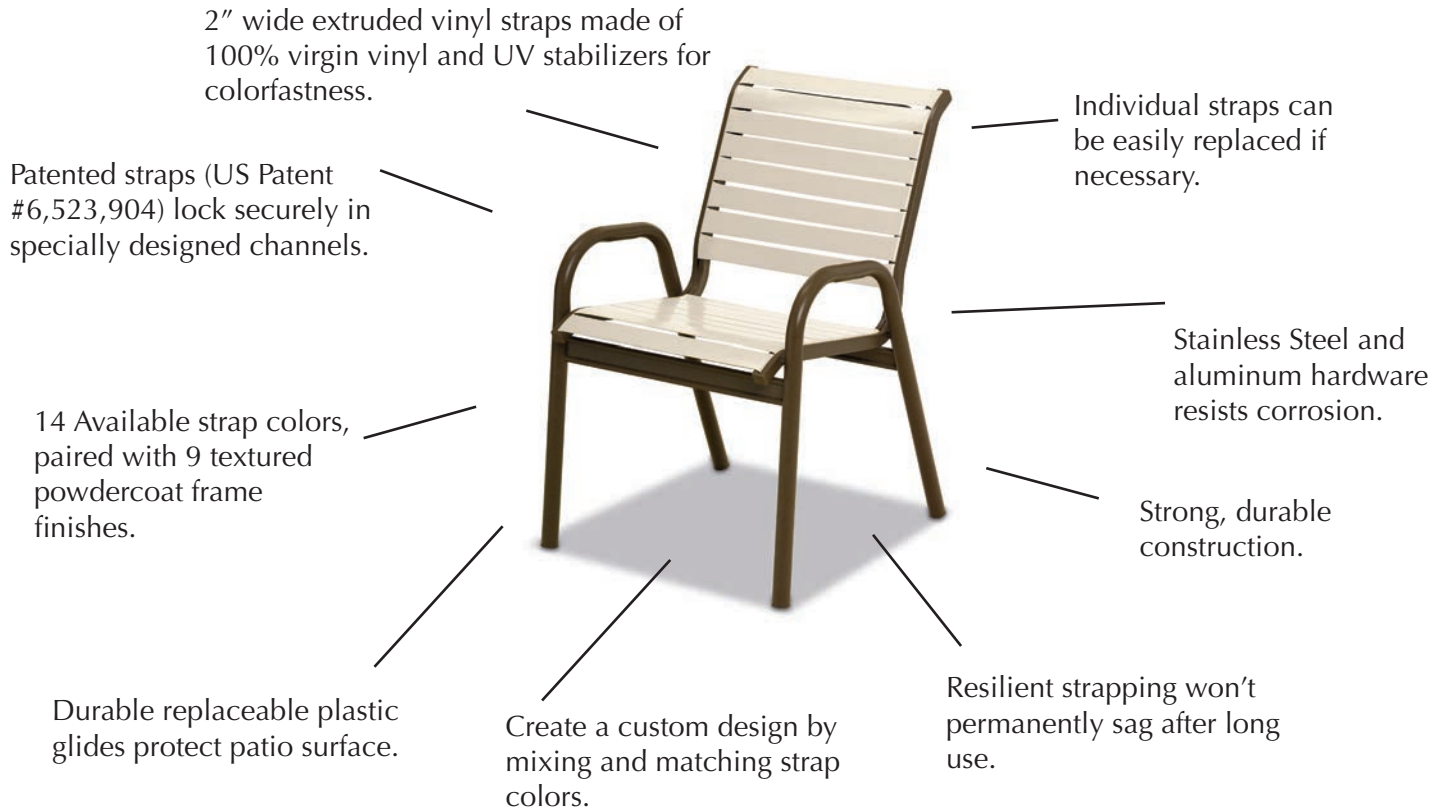 2” wide extruded vinyl straps made of
100% virgin vinyl and UV stabilizers for
colorfastness.
Individual straps can
be easily replaced if
necessary.
Patented straps (US Patent
#6,523,904) lock securely in
specially designed channels.
Stainless Steel and
aluminum hardware
resists corrosion.
14 Available strap colors,
paired with 9 textured
powdercoat frame
finishes.
Strong, durable
construction.
Durable replaceable plastic
glides protect patio surface.
Create a custom design by
mixing and matching strap
colors.
Resilient strapping won’t
permanently sag after long
use.